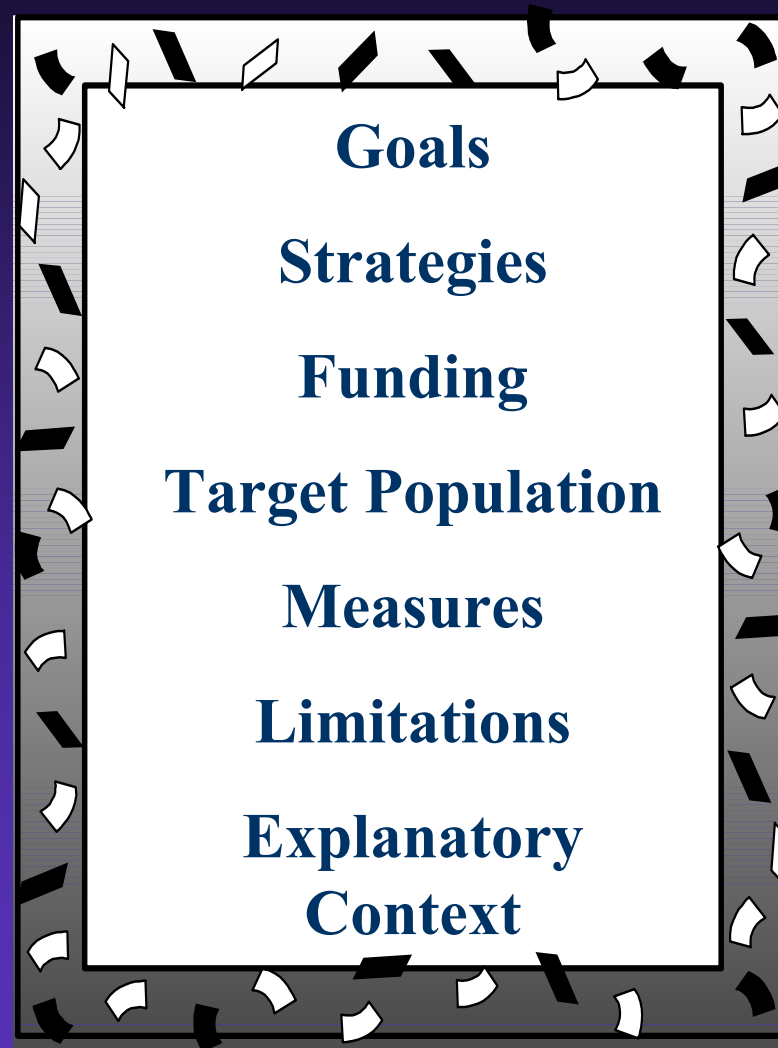 Goals
Strategies
Funding
Target Population
Measures
Limitations
Explanatory
Context